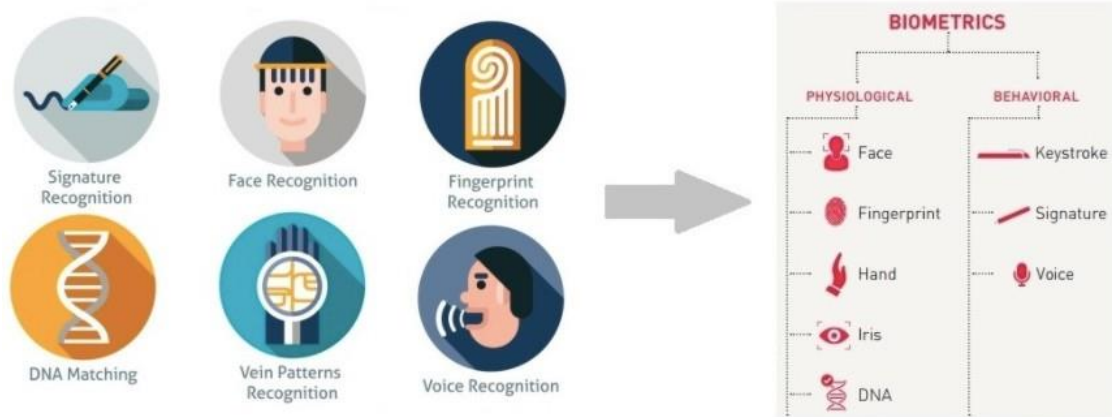 Signature
Recognition
Face Recognition
Fingerprint
Recognition
DNA Matching
Vein Patterns
Recognition
Voice Recognition
BIOMETRICS
PHYSIOLOGICAL
Face
Fingerprint
Hand
Iris
DNA
BEHAVIORAL
Keystroke
Signature
Voice